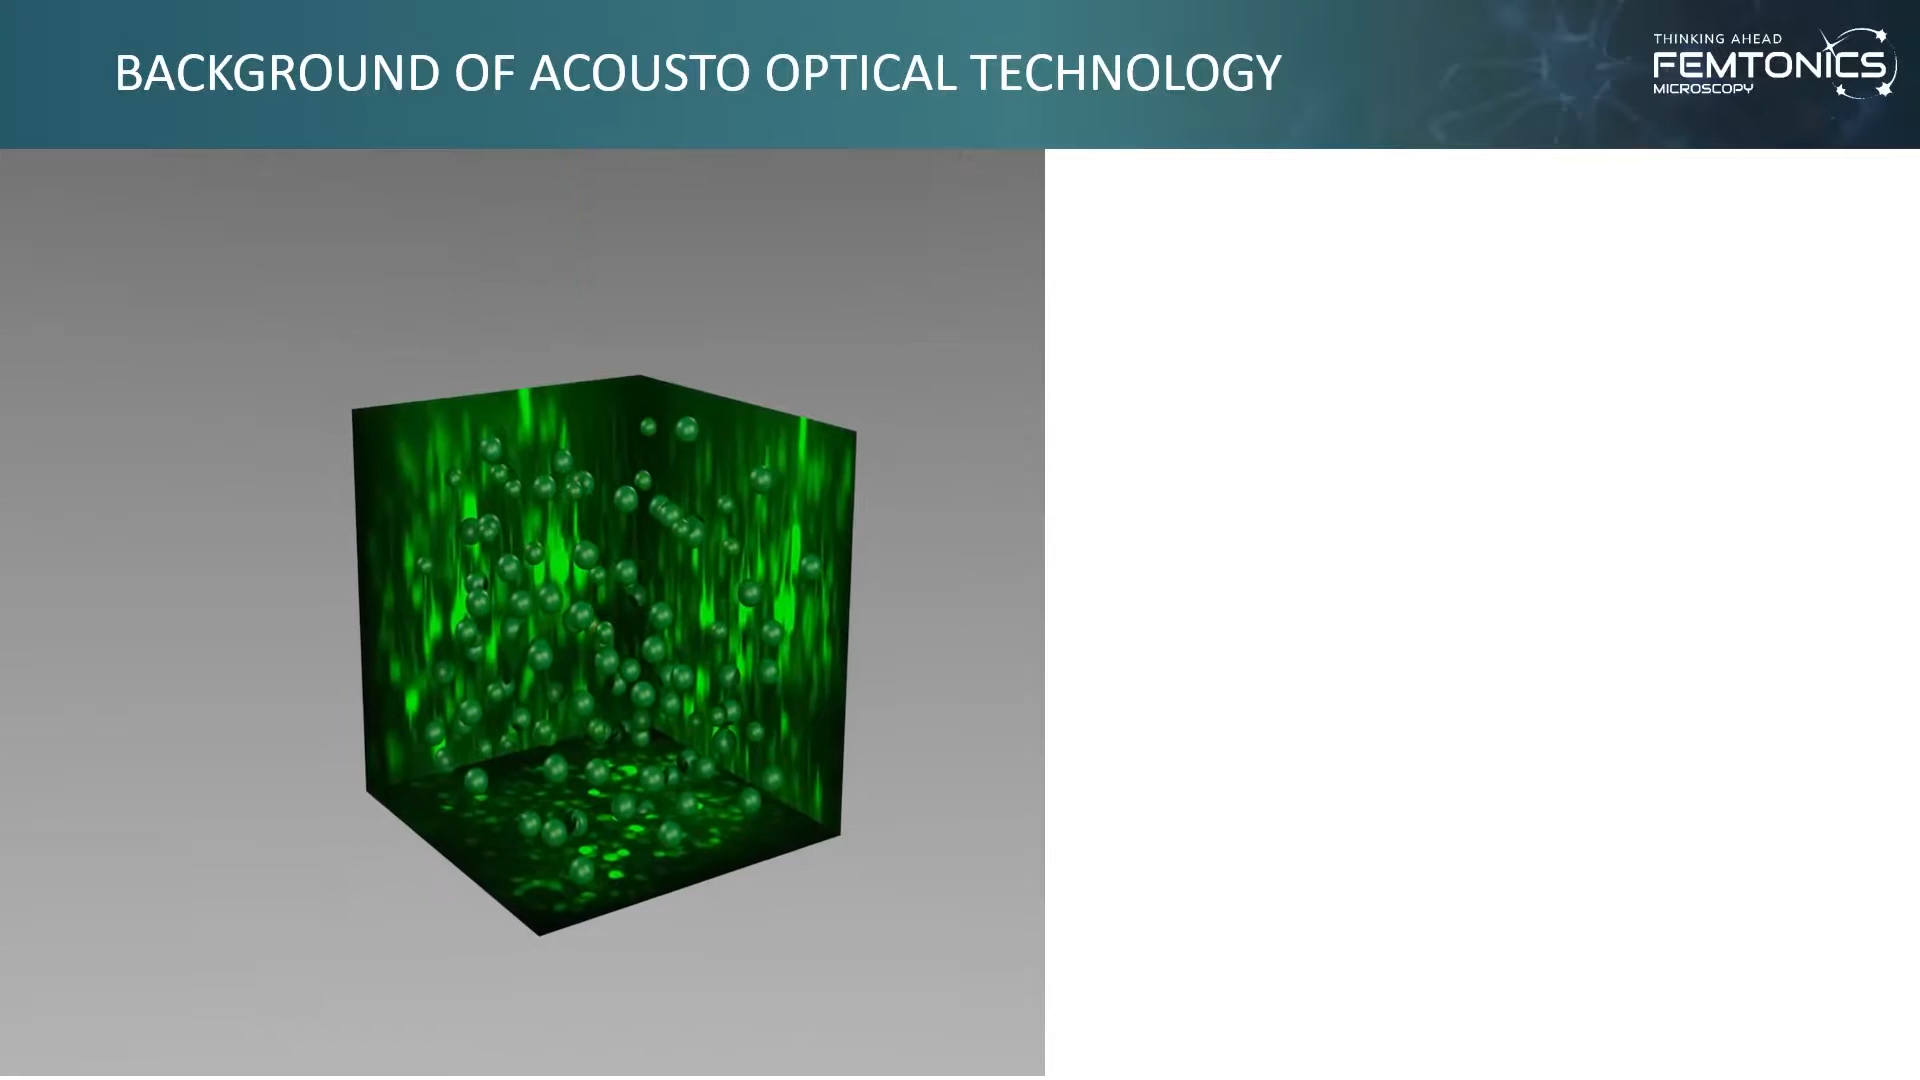 BACKGROUND OF ACOUSTO OPTICAL TECHNOLOGY
THINKING AHEAD
FEMTONICS
MICROSCOPY